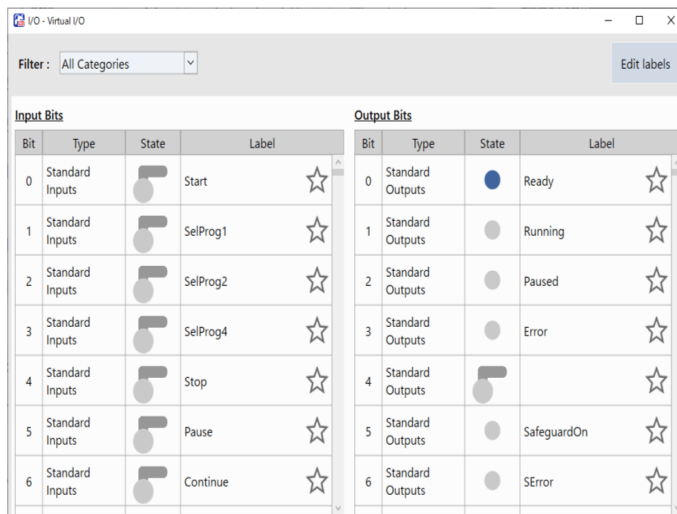 I/O - Virtual I/O
Filter : All Categories Edit labels
Input Bits
Bit Type State Label
0 Standard Inputs Start
1 Standard Inputs SelProg1
2 Standard Inputs SelProg2
3 Standard Inputs SelProg4
4 Standard Inputs Stop
5 Standard Inputs Pause
6 Standard Inputs Continue
Output Bits
Bit Type State Label
0 Standard Outputs Ready
1 Standard Outputs Running
2 Standard Outputs Paused
3 Standard Outputs Error
4 Standard Outputs
5 Standard Outputs SafeguardOn
6 Standard Outputs SError